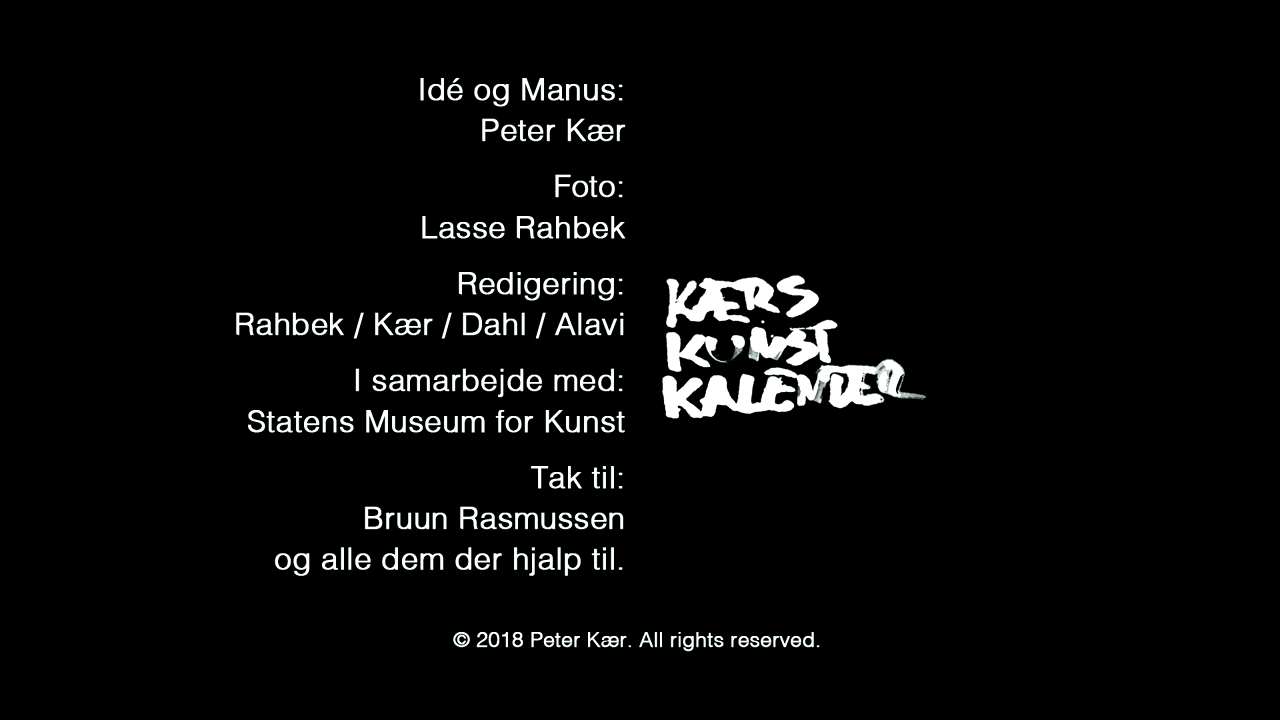 Idé og Manus:
Peter Kær
Foto:
Lasse Rahbek
Redigering:
Rahbek / Kær / Dahl / Alavi
I samarbejde med:
Statens Museum for Kunst
Tak til:
Bruun Rasmussen
og alle dem der hjalp til.
KÆRS
KUNST
KALENDER
© 2018 Peter Kær. All rights reserved.